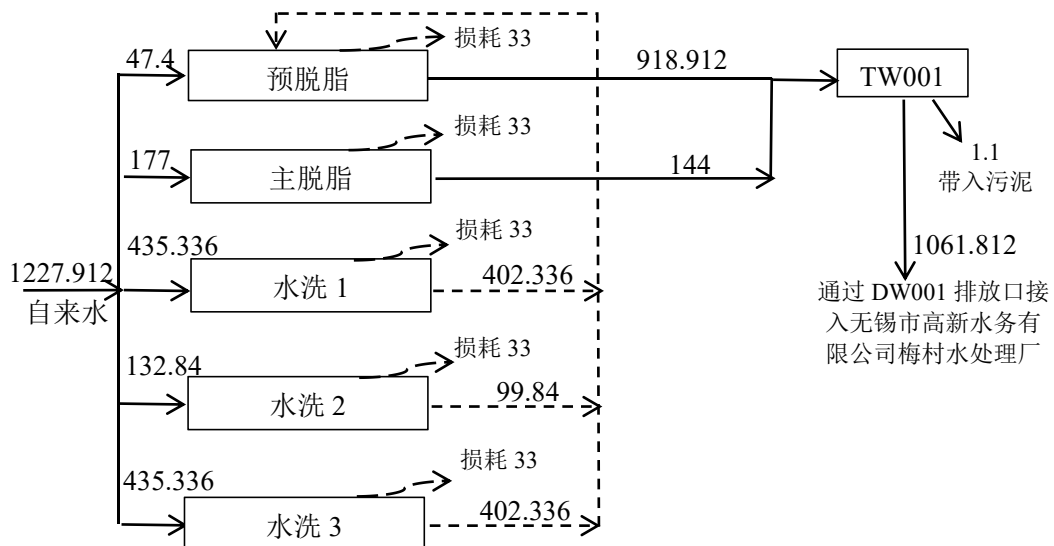 损耗 33
47.4
预脱脂
918.912
TW001
损耗 33
177
主脱脂
144
1.1
带入污泥
损耗 33
435.336
1227.912
自来水
水洗 1
402.336
1061.812
通过 DW001 排放口接
入无锡市高新水务有
限公司梅村水处理厂
损耗 33
132.84
水洗 2
99.84
损耗 33
435.336
水洗 3
402.336